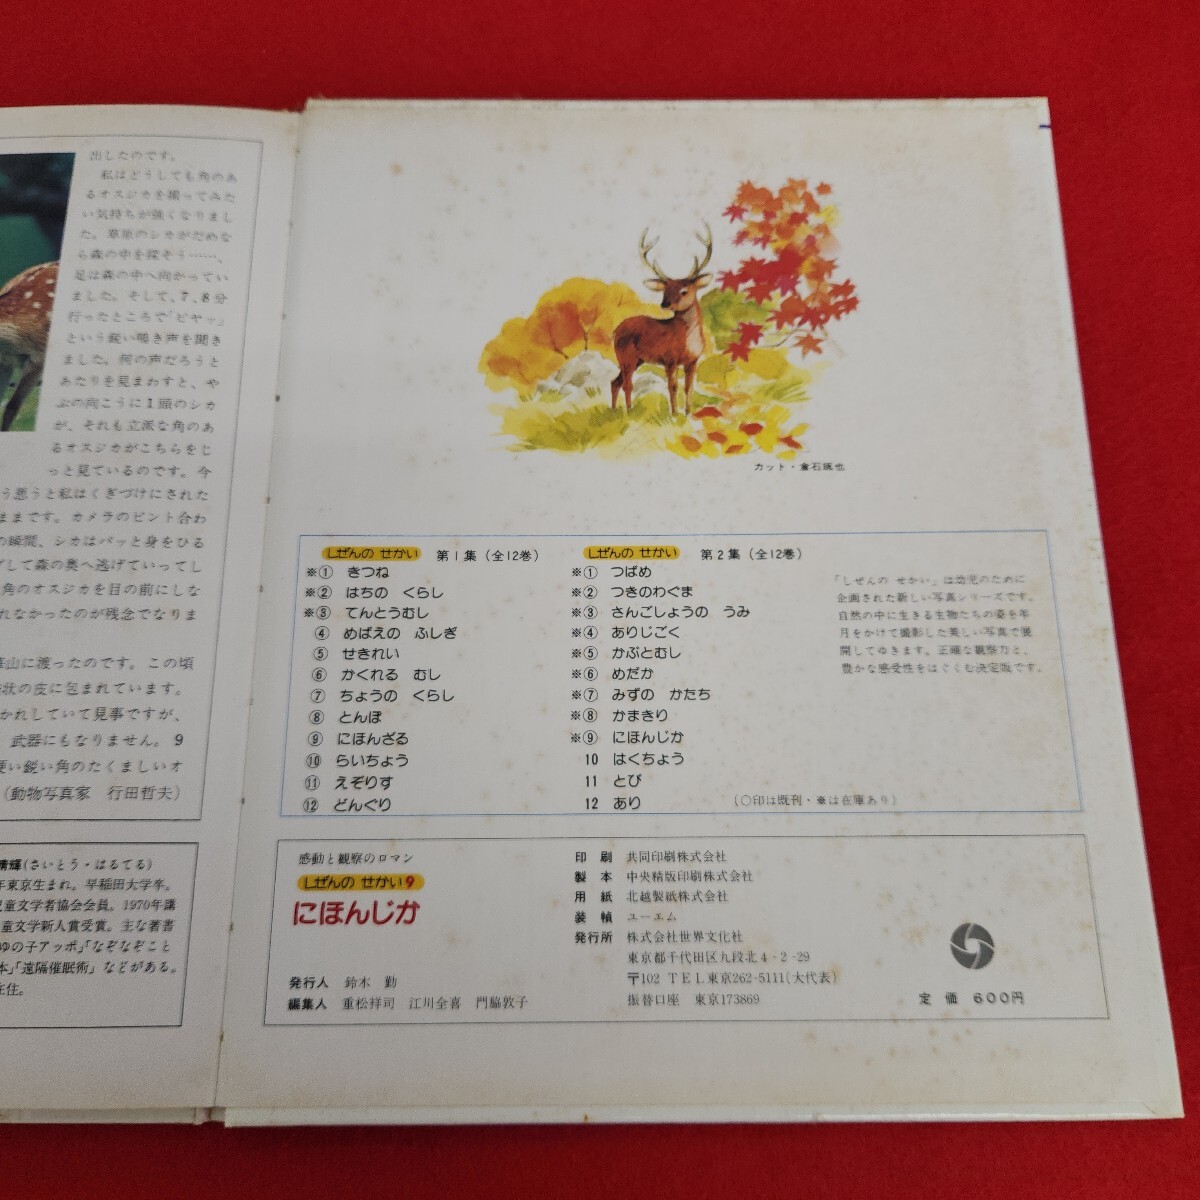 出したのです。
私はどうしても角のあ
るオスジカを撮ってみた
い気持ちが強くなりまし
た。草原のシカがだめな
ら森の中を探そう……、
足は森の中へ向かってい
ました。そして、7、8分
行ったところで「ピヤッ」
という鋭い鳴き声を聞き
ました。何の声だろうと
あたりを見まわすと、や
ぶの向こうに1頭のシカ
が、それも立派な角のあ
るオスジカがこちらをじ
っと見ているのです。今
う思うと私はくぎづけにされた
ままです。カメラのピント合わ
の瞬間、シカはパッと身をひる
して森の奥へ逃げていってし
角のオスジカを目の前にしな
れなかったのが残念でなりま
山に渡ったのです。この頃
状の皮に包まれています。
かれしていて見事ですが、
武器にもなりません。9
硬い鋭い角のたくましいオ
(動物写真家 行田哲夫)
晴輝(さいとう・はるてる)
年東京生まれ。早稲田大学卒。
児童文学者協会会員。1970年講
童文学新人賞受賞。主な著書
ゆの子アッポ」「なぞなぞこと
本」「遠隔催眠術」などがある。
在住。
カット・倉石琢也
しぜんの せかい 第1集(全12巻)
※① きつね
※② はちの くらし
※③ てんとうむし
④ めばえの ふしぎ
⑤ せきれい
⑥ かくれる むし
⑦ ちょうの くらし
⑧ とんぼ
⑨ にほんざる
⑩ らいちょう
⑪ えぞりす
⑫ どんぐり
しぜんの せかい 第2集(全12巻)
※① つばめ
※② つきのわぐま
※③ さんごしょうの うみ
※④ ありじごく
※⑤ かぶとむし
※⑥ めだか
※⑦ みずの かたち
※⑧ かまきり
※⑨ にほんじか
10 はくちょう
11 とび
12 あり
(○印は既刊・※は在庫あり)
「しぜんの せかい」は幼児のために
企画された新しい写真シリーズです。
自然の中に生きる生物たちの姿を年
月をかけて撮影した美しい写真で展
開してゆきます。正確な観察力と、
豊かな感受性をはぐくむ決定版です。
感動と観察のロマン
しぜんの せかい9
にほんじか
発行人 鈴木 勤
編集人 重松祥司 江川全喜 門脇敦子
印刷 共同印刷株式会社
製本 中央精版印刷株式会社
用紙 北越製紙株式会社
装幀 ユーエム
発行所 株式会社世界文化社
東京都千代田区九段北4-2-29
〒102 TEL東京262-5111(大代表)
振替口座 東京173869
定価 600円